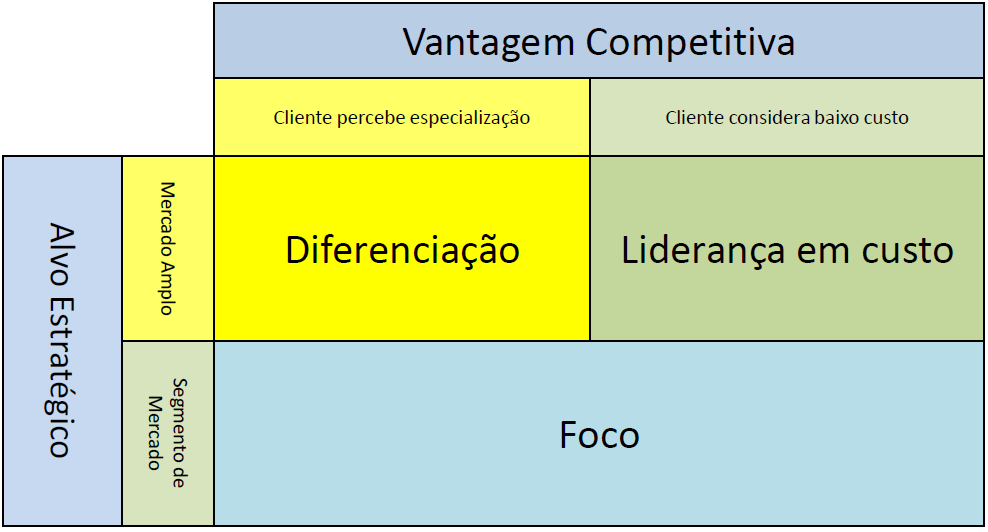 Vantagem Competitiva
Cliente percebe especialização
Cliente considera baixo custo
Alvo Estratégico
Mercado Amplo
Diferenciação
Liderança em custo
Segmento de
Mercado
Foco